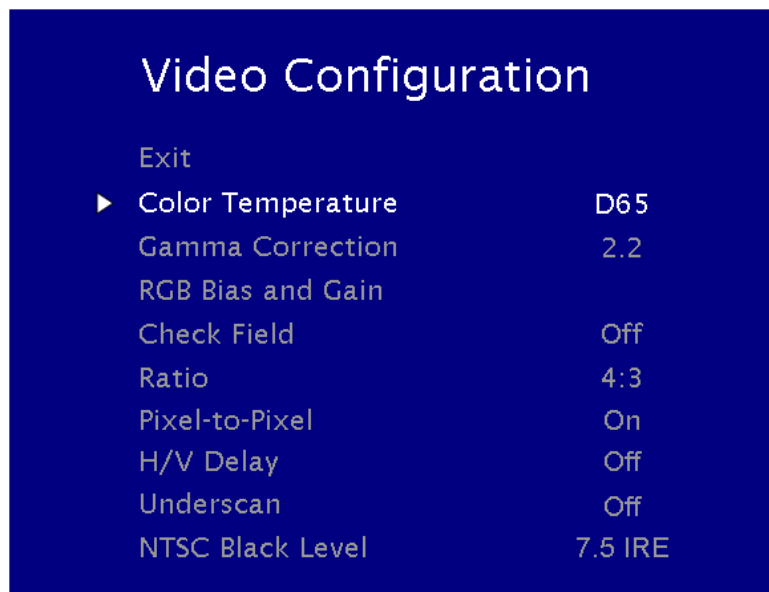 Video Configuration
Exit
Color Temperature D65
Gamma Correction 2.2
RGB Bias and Gain
Check Field Off
Ratio 4:3
Pixel-to-Pixel On
H/V Delay Off
Underscan Off
NTSC Black Level 7.5 IRE